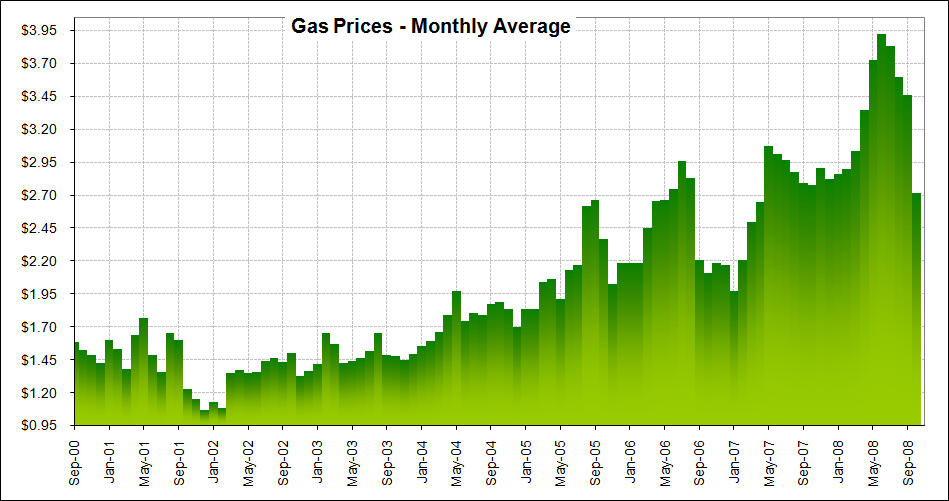 Gas Prices - Monthly Average
$3.95
$3.70
$3.45
$3.20
$2.95
$2.70
$2.45
$2.20
$1.95
$1.70
$1.45
$1.20
$0.95
Sep-00
Jan-01
May-01
Sep-01
Jan-02
May-02
Sep-02
Jan-03
May-03
Sep-03
Jan-04
May-04
Sep-04
Jan-05
May-05
Sep-05
Jan-06
May-06
Sep-06
Jan-07
May-07
Sep-07
Jan-08
May-08
Sep-08